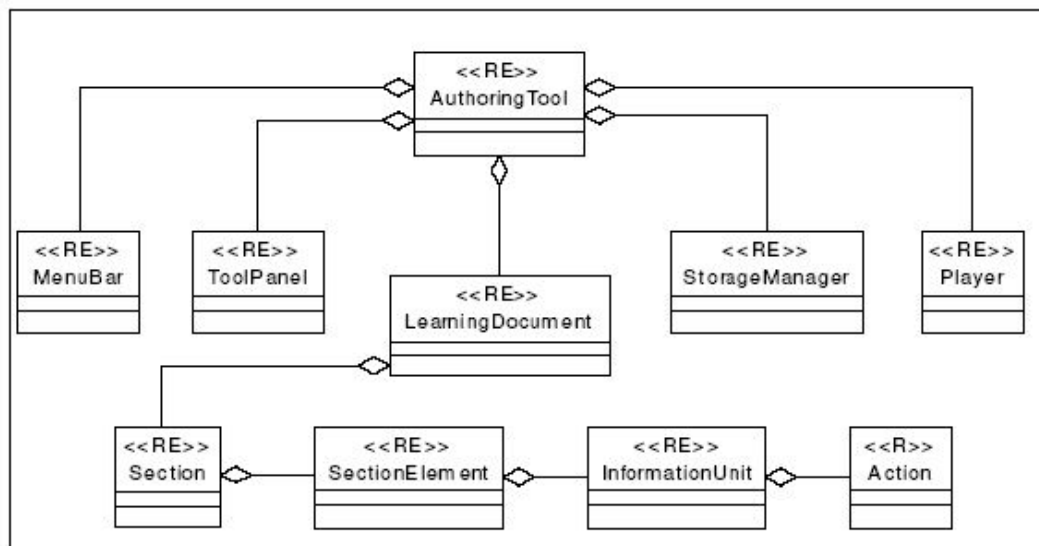 <<RE>>
AuthoringTool
<<RE>>
MenuBar
<<RE>>
ToolPanel
<<RE>>
StorageManager
<<RE>>
Player
<<RE>>
LearningDocument
<<RE>>
Section
<<RE>>
SectionElement
<<RE>>
InformationUnit
<<R>>
Action